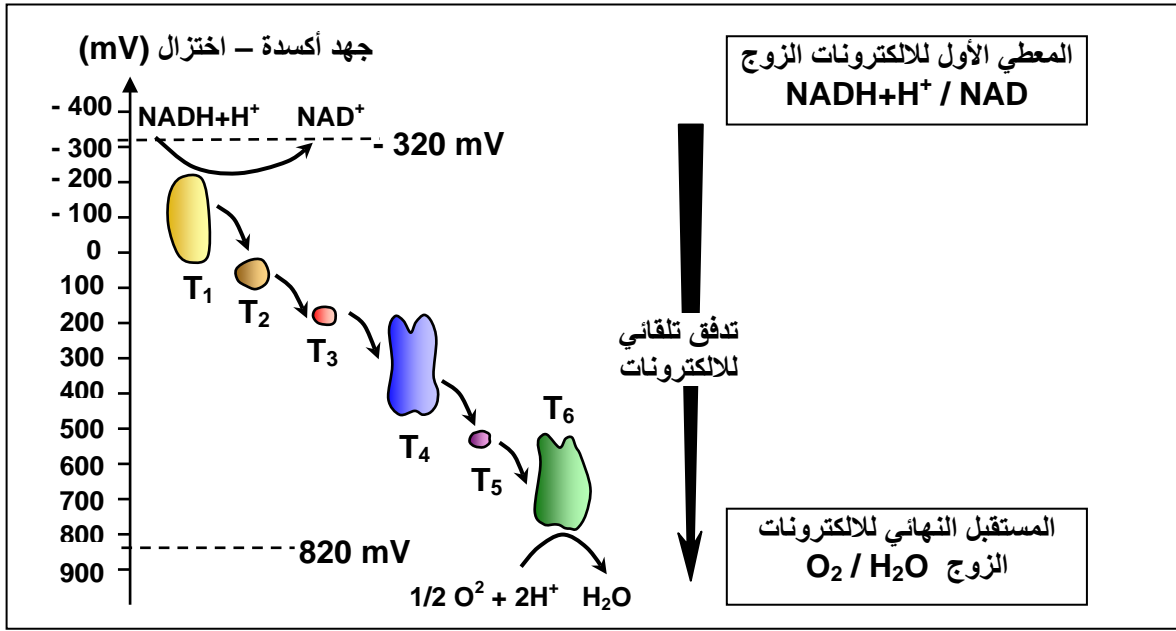 جهد أكسدة – اختزال (mV)
- 400
- 300
- 200
- 100
0
100
200
300
400
500
600
700
800
900
NADH+H⁺
NAD⁺
- 320 mV
T₁
T₂
T₃
T₄
T₅
T₆
820 mV
1/2 O² + 2H⁺
H₂O
المعطي الأول للالكترونات الزوج
NADH+H⁺ / NAD
تدفق تلقائي
للالكترونات
المستقبل النهائي للالكترونات
الزوج O₂ / H₂O